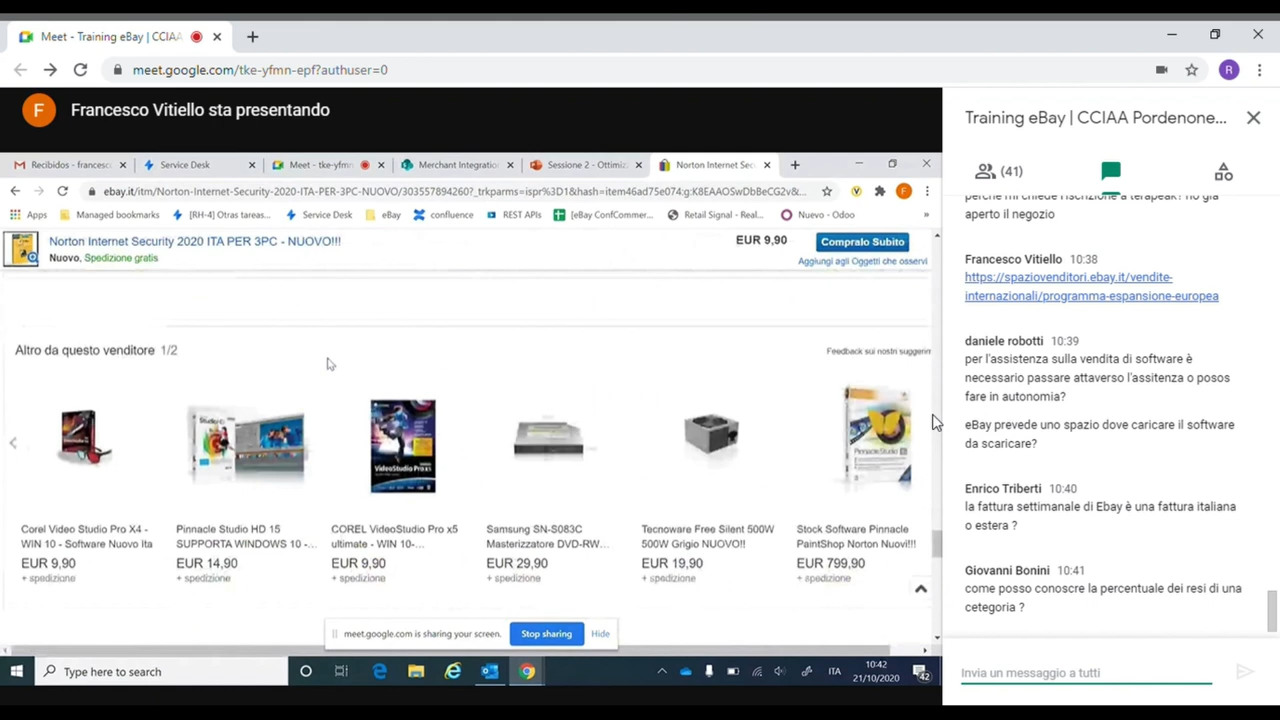 Meet - Training eBay | CCIAA
meet.google.com/tke-yfmn-epf?authuser=0
R
F
Francesco Vitiello sta presentando
Recibidos - frances
Service Desk
Meet - tke-yfmn
Merchant Integratio
Sessione 2 - Ottimiz
Norton Internet Sec
ebay.it/itm/Norton-Internet-Security-2020-ITA-PER-3PC-NUOVO/303557894260?_trkparms=ispr%3D1&hash=item46ad75e074:g:K8EAAOSwDbBeCG2v&...
F
Apps
Managed bookmarks
[RH-4] Otras tareas...
Service Desk
eBay
confluence
REST APIs
[eBay ConfCommer...
Retail Signal - Real...
Nuevo - Odoo
»
Norton Internet Security 2020 ITA PER 3PC - NUOVO!!!
Nuovo, Spedizione gratis
EUR 9,90
Compralo Subito
Aggiungi agli Oggetti che osservi
Altro da questo venditore 1/2
Feedback sui nostri suggerim
Corel Video Studio Pro X4 -
WIN 10 - Software Nuovo Ita
EUR 9,90
+ spedizione
Pinnacle Studio HD 15
SUPPORTA WINDOWS 10 -...
EUR 14,90
+ spedizione
COREL VideoStudio Pro x5
ultimate - WIN 10-...
EUR 9,90
+ spedizione
Samsung SN-S083C
Masterizzatore DVD-RW...
EUR 29,90
+ spedizione
Tecnoware Free Silent 500W
500W Grigio NUOVO!!
EUR 19,90
+ spedizione
Stock Software Pinnacle
PaintShop Norton Nuovi!!!
EUR 799,90
+ spedizione
meet.google.com is sharing your screen.
Stop sharing
Hide
Type here to search
ITA
10:42
21/10/2020
42
Training eBay | CCIAA Pordenone...
(41)
perché mi chiede l'iscrizione a terapeak? ho già
aperto il negozio
Francesco Vitiello 10:38
https://spaziovenditori.ebay.it/vendite-
internazionali/programma-espansione-europea
daniele robotti 10:39
per l'assistenza sulla vendita di software è
necessario passare attaverso l'assitenza o posos
fare in autonomia?
eBay prevede uno spazio dove caricare il software
da scaricare?
Enrico Triberti 10:40
la fattura settimanale di Ebay è una fattura italiana
o estera ?
Giovanni Bonini 10:41
come posso conoscere la percentuale dei resi di una
cetegoria ?
Invia un messaggio a tutti